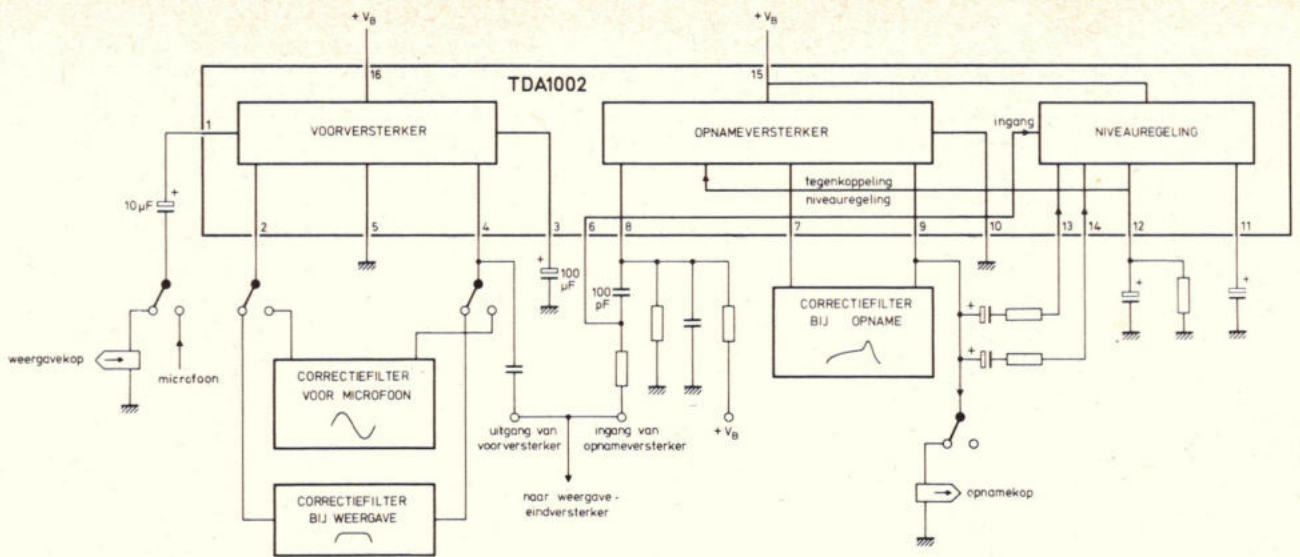 + VB
+ VB
16
15
TDA1002
1
VOORVERSTERKER
OPNAMEVERSTERKER
ingang
NIVEAUREGELING
tegenkoppeling
niveauregeling
10 µF
+
2
5
4
3
6
8
7
9
10
13
14
12
11
+
100
µF
100
pF
CORRECTIEFILTER
BIJ OPNAME
+
+
+
+
weergavekop
microfoon
CORRECTIEFILTER
VOOR MICROFOON
uitgang van
voorversterker
ingang van
opnameversterker
+ VB
naar weergave-
eindversterker
CORRECTIEFILTER
BIJ WEERGAVE
opnamekop